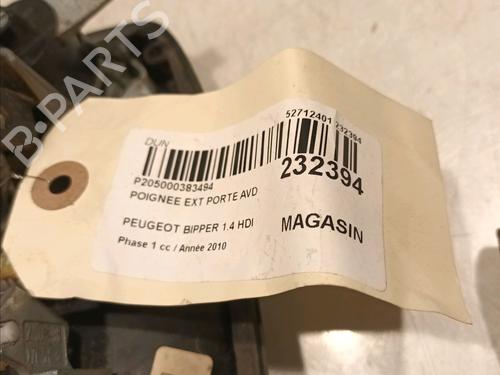 B-PARTS
DUN
P205000383494
POIGNEE EXT PORTE AVD
PEUGEOT BIPPER 1.4 HDI
Phase 1 cc / Année 2010
52712401 232394
232394
MAGASIN